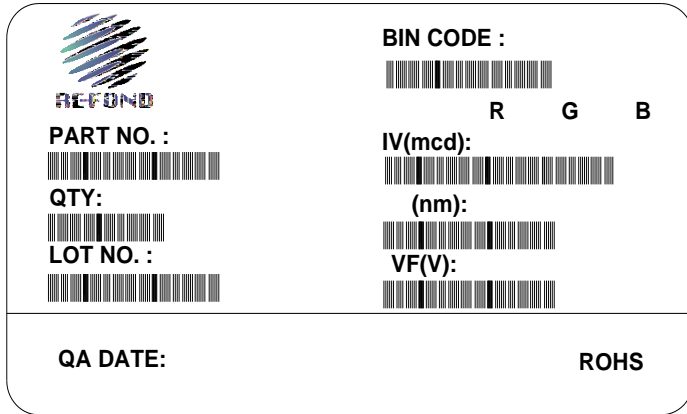 REFOND
BIN CODE :
R G B
PART NO. :
IV(mcd):
QTY:
(nm):
LOT NO. :
VF(V):
QA DATE:
ROHS